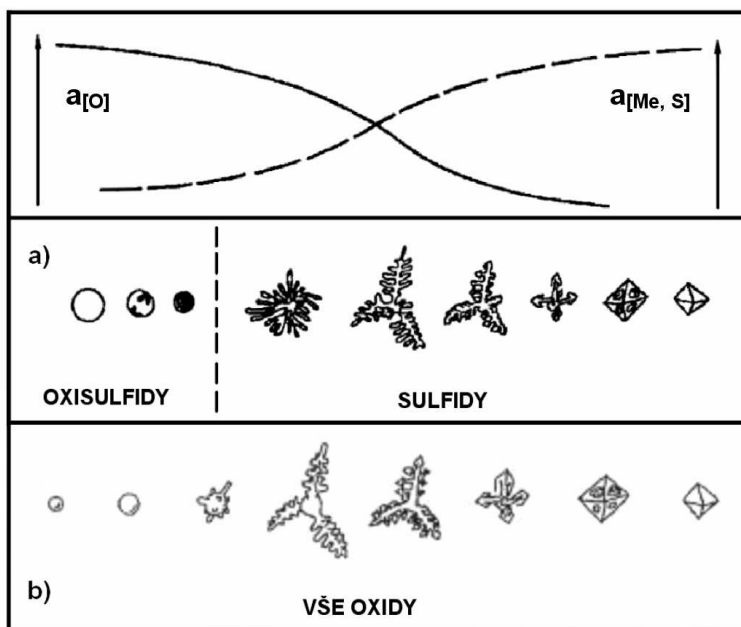 a[O]
a[Me, S]
a)
OXISULFIDY
SULFIDY
b)
VŠE OXIDY